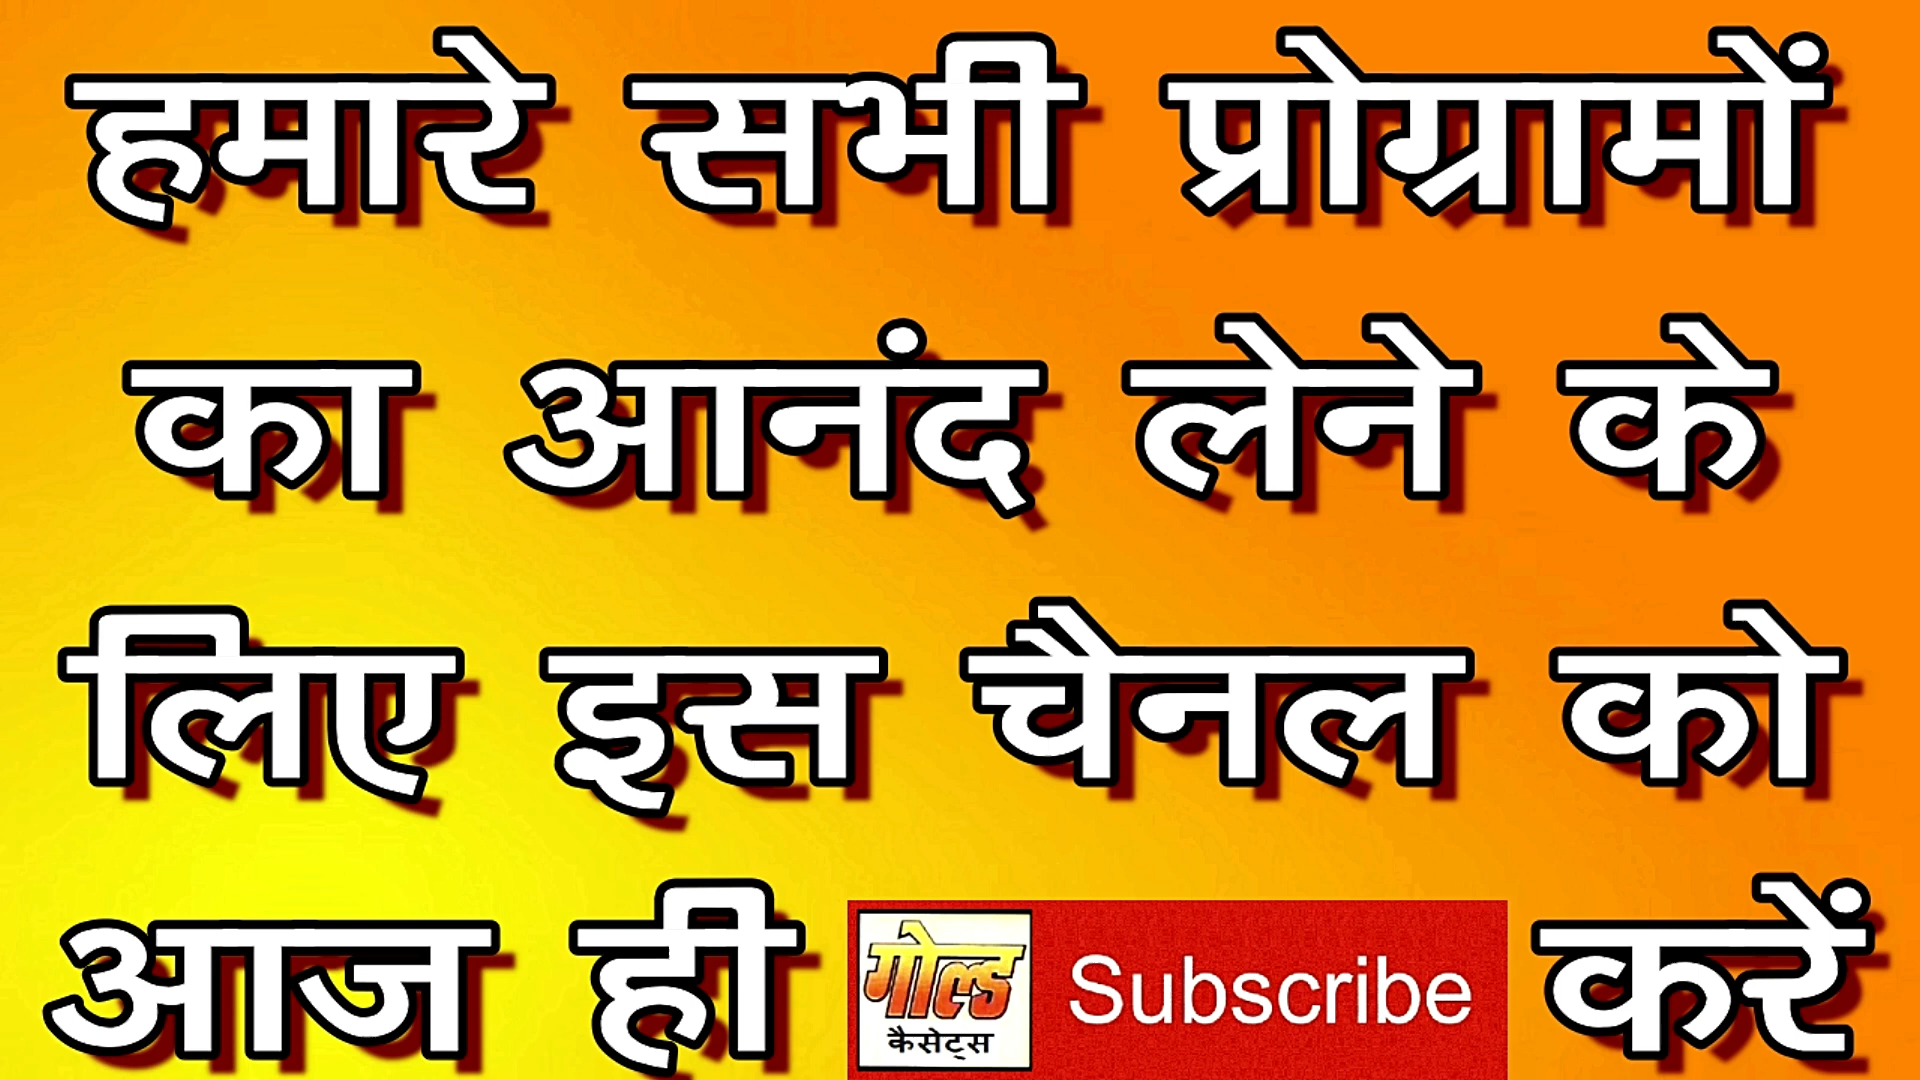 हमारे सभी प्रोग्रामों
का आनंद लेने के
लिए इस चैनल को
आज ही गोल्ड कैसेट्स Subscribe करें